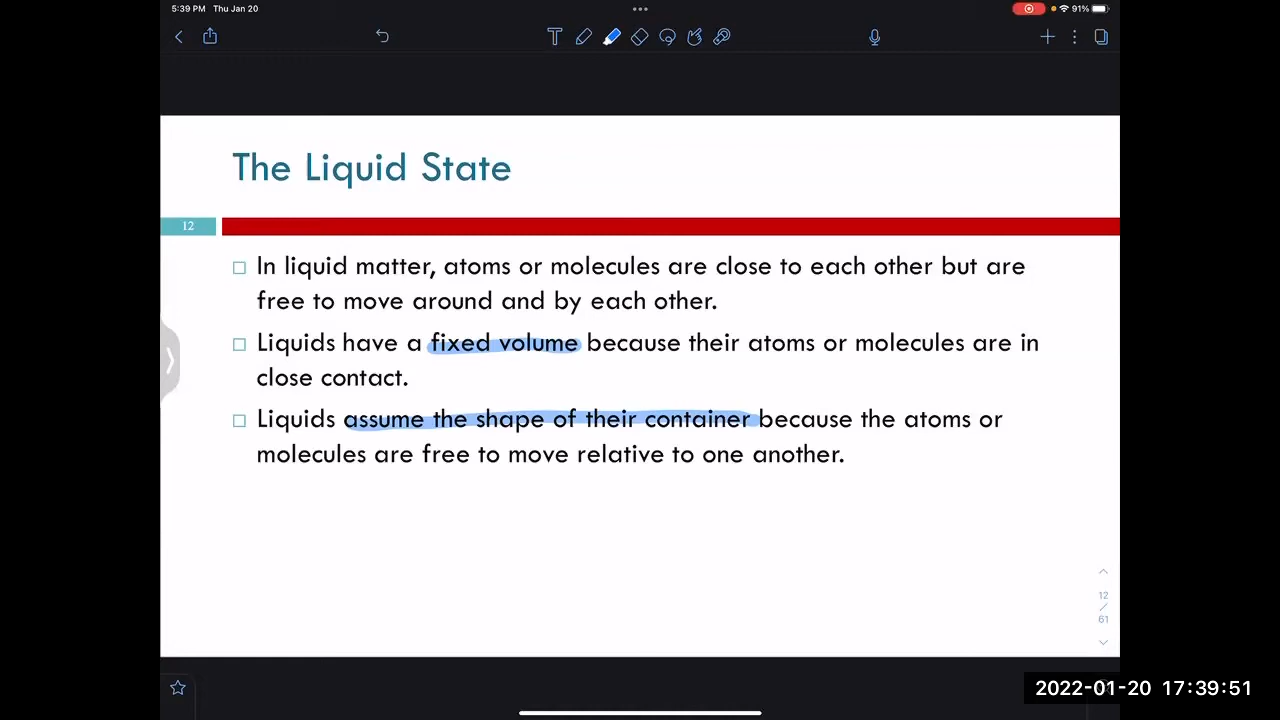 5:39 PM Thu Jan 20
91%
The Liquid State
12
In liquid matter, atoms or molecules are close to each other but are
free to move around and by each other.
Liquids have a fixed volume because their atoms or molecules are in
close contact.
Liquids assume the shape of their container because the atoms or
molecules are free to move relative to one another.
12
/
61
2022-01-20 17:39:51